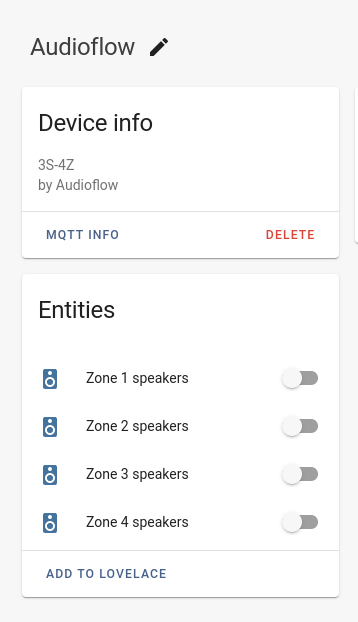 Audioflow
Device info
3S-4Z
by Audioflow
MQTT INFO
DELETE
Entities
Zone 1 speakers
Zone 2 speakers
Zone 3 speakers
Zone 4 speakers
ADD TO LOVELACE